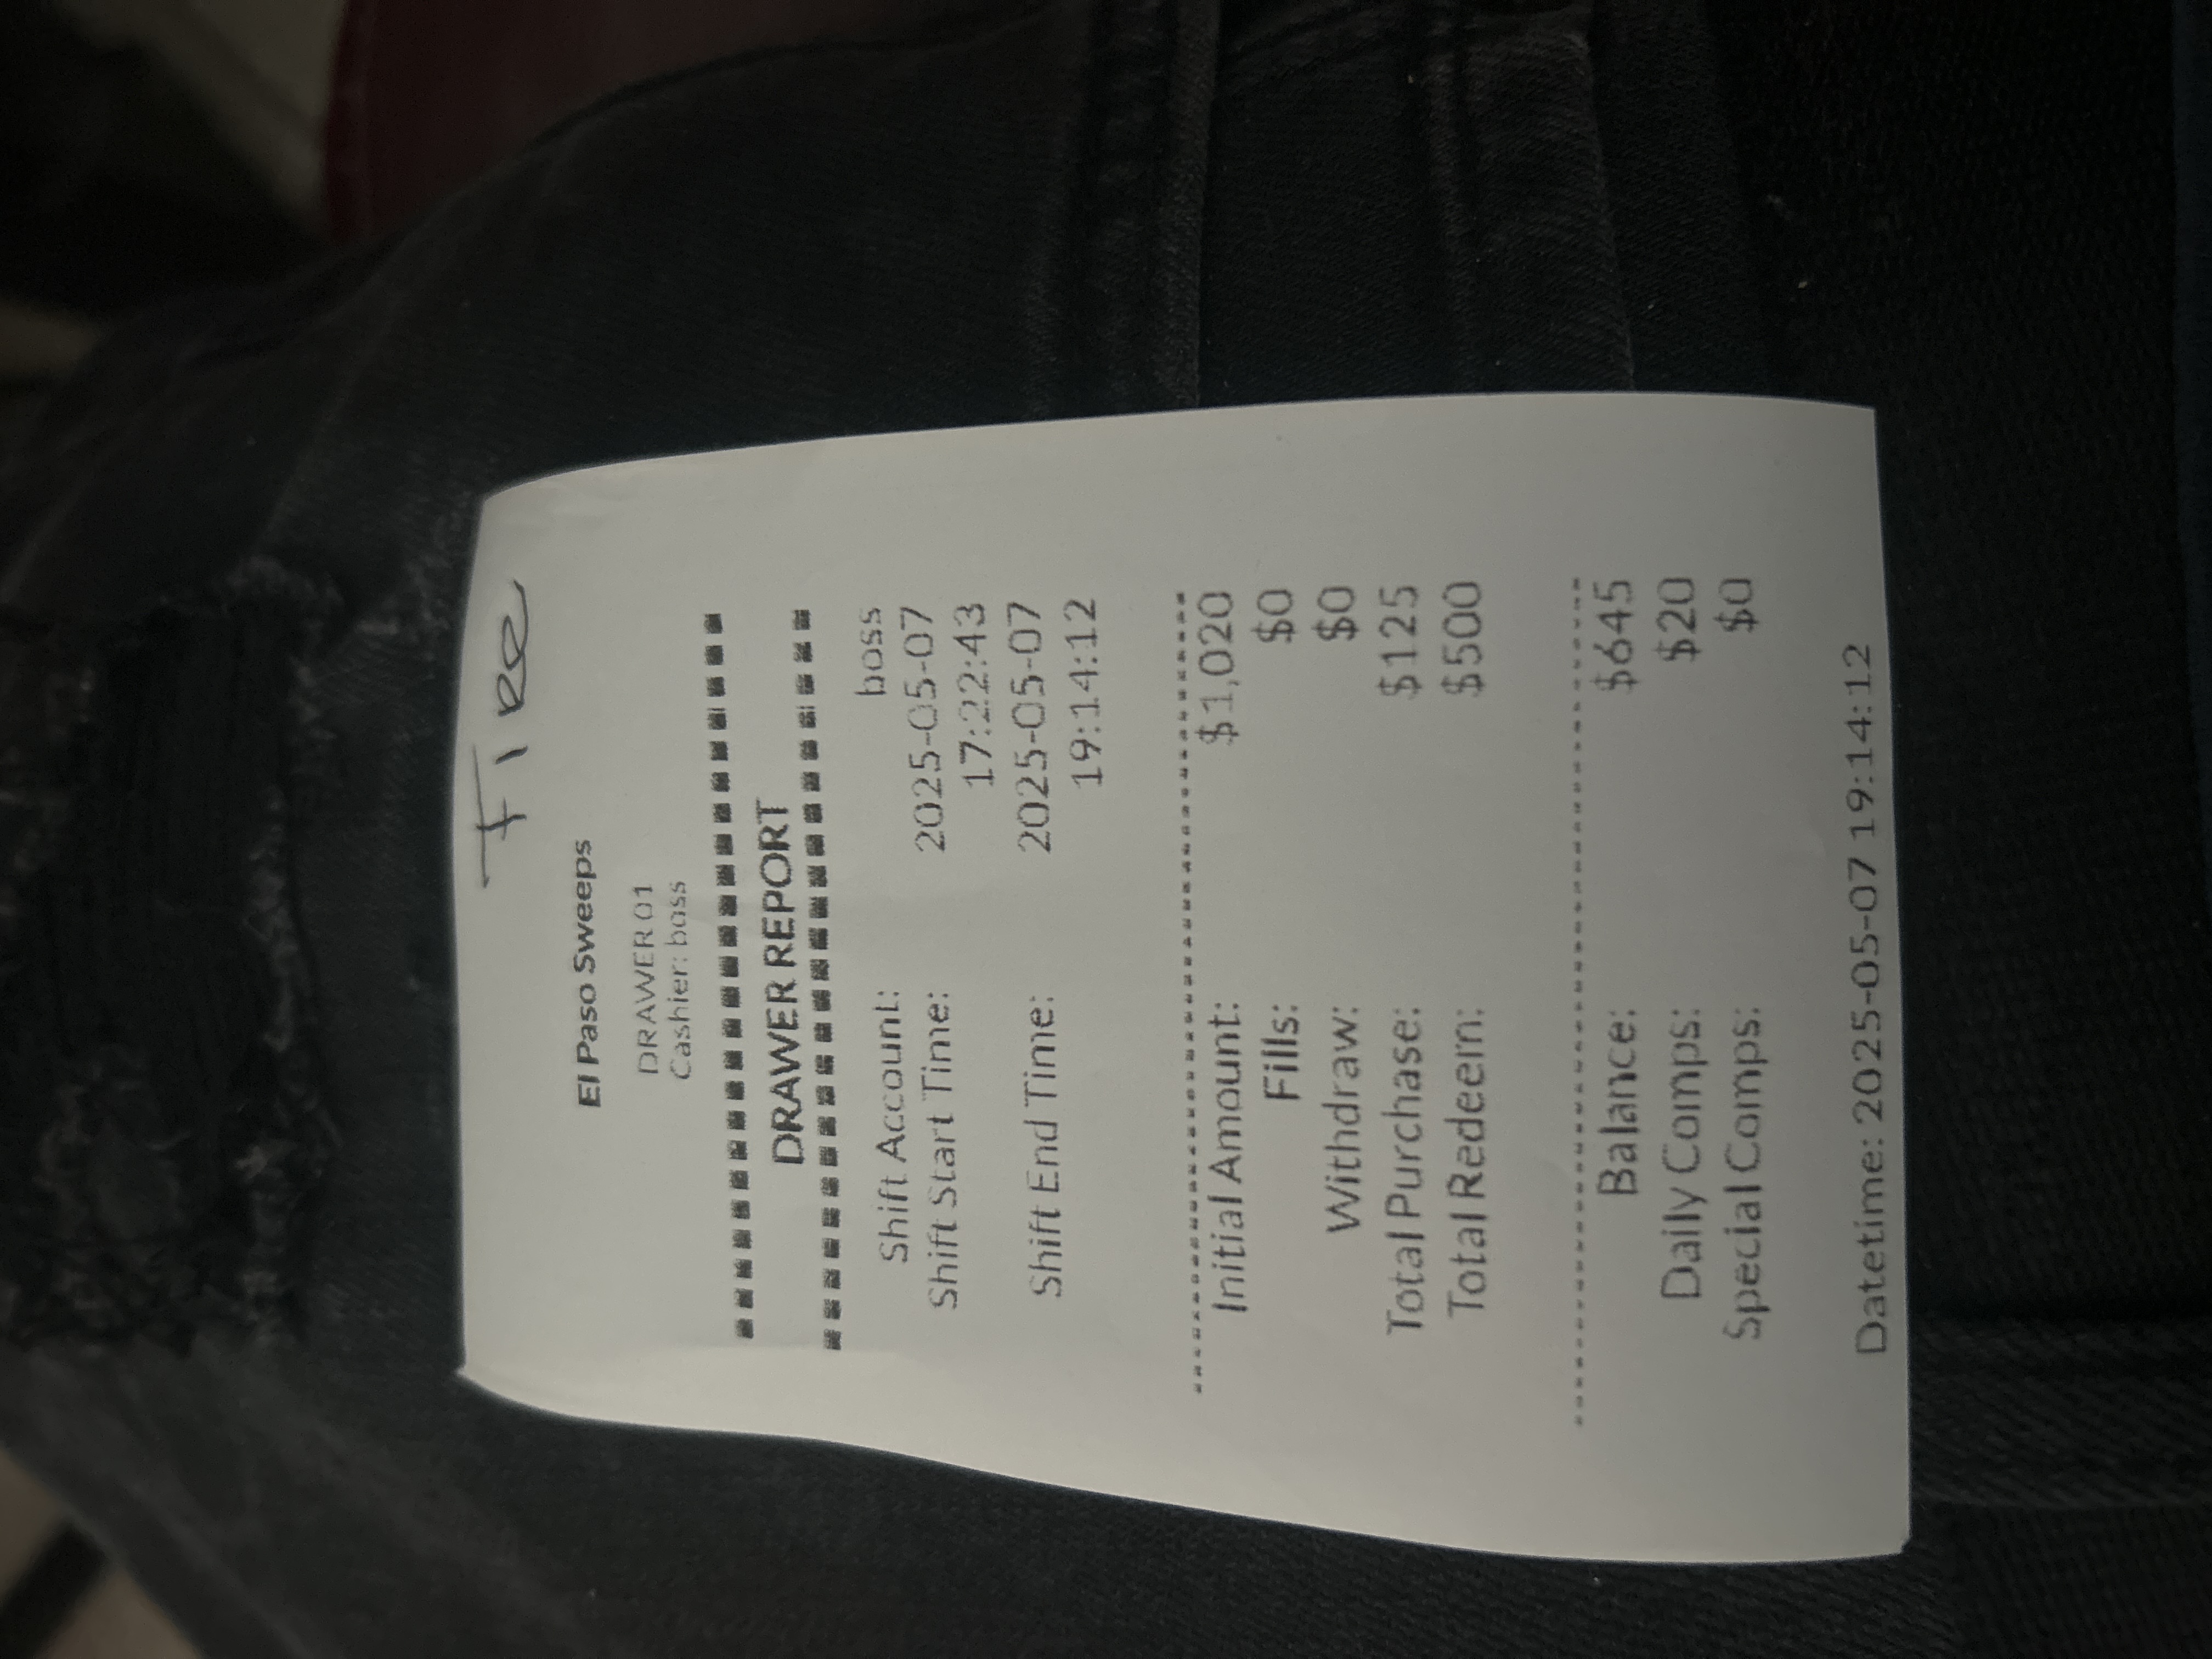 Fire
El Paso Sweeps
DRAWER01
Cashier: boss
DRAWER REPORT
Shift Account: boss
Shift Start Time: 2025-05-07
17:22:43
Shift End Time: 2025-05-07
19:14:12
Initial Amount: $1,020
Fills: $0
Withdraw: $0
Total Purchase: $125
Total Redeem: $500
Balance: $645
Daily Comps: $20
Special Comps: $0
Datetime: 2025-05-07 19:14:12